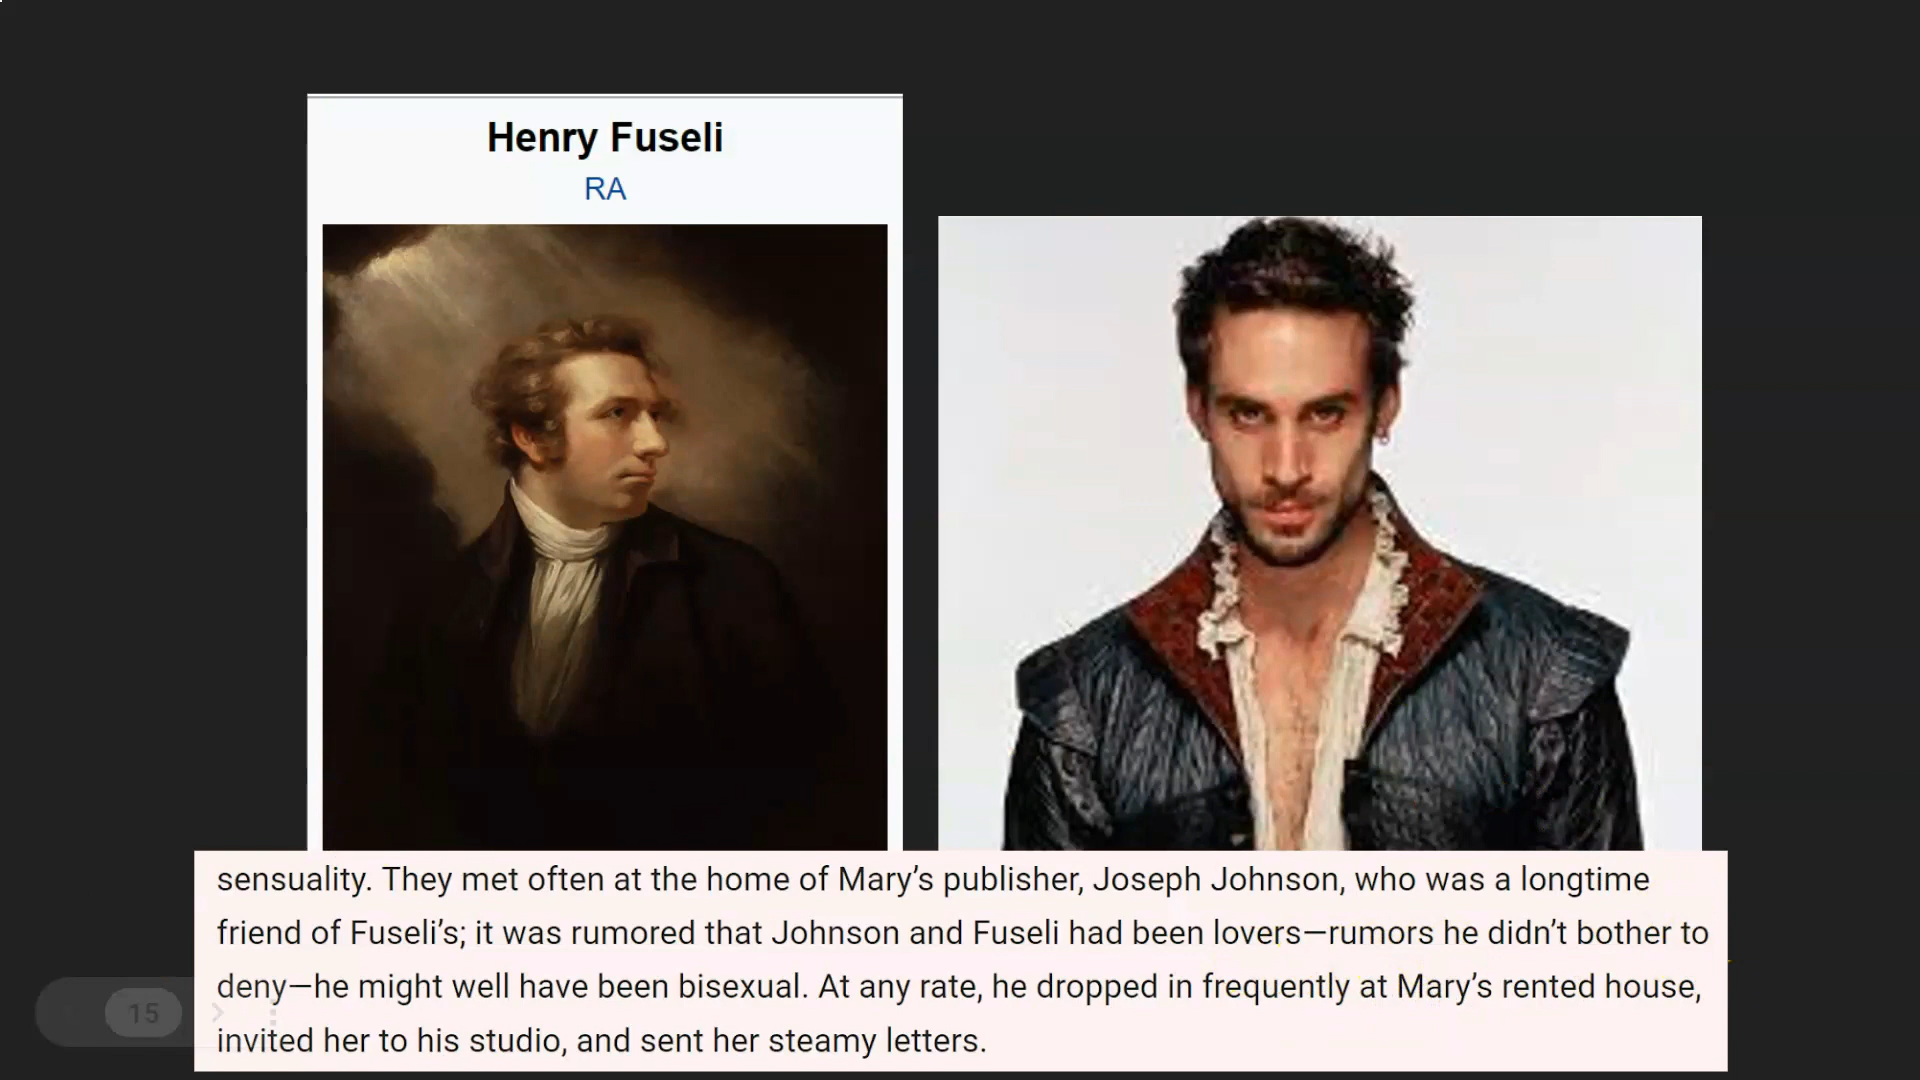 Henry Fuseli
RA
sensuality. They met often at the home of Mary’s publisher, Joseph Johnson, who was a longtime
friend of Fuseli’s; it was rumored that Johnson and Fuseli had been lovers—rumors he didn’t bother to
deny—he might well have been bisexual. At any rate, he dropped in frequently at Mary’s rented house,
invited her to his studio, and sent her steamy letters.
15